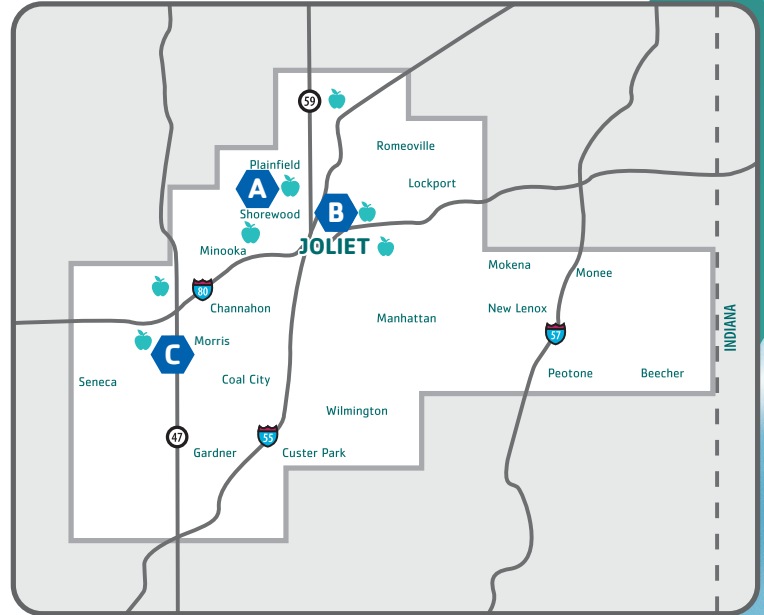 59
Romeoville
Plainfield
Lockport
A
B
Shorewood
JOLIET
Minooka
Mokena
Monee
80
Channahon
New Lenox
Manhattan
INDIANA
57
Morris
C
Seneca
Coal City
Peotone
Beecher
Wilmington
47
55
Gardner
Custer Park